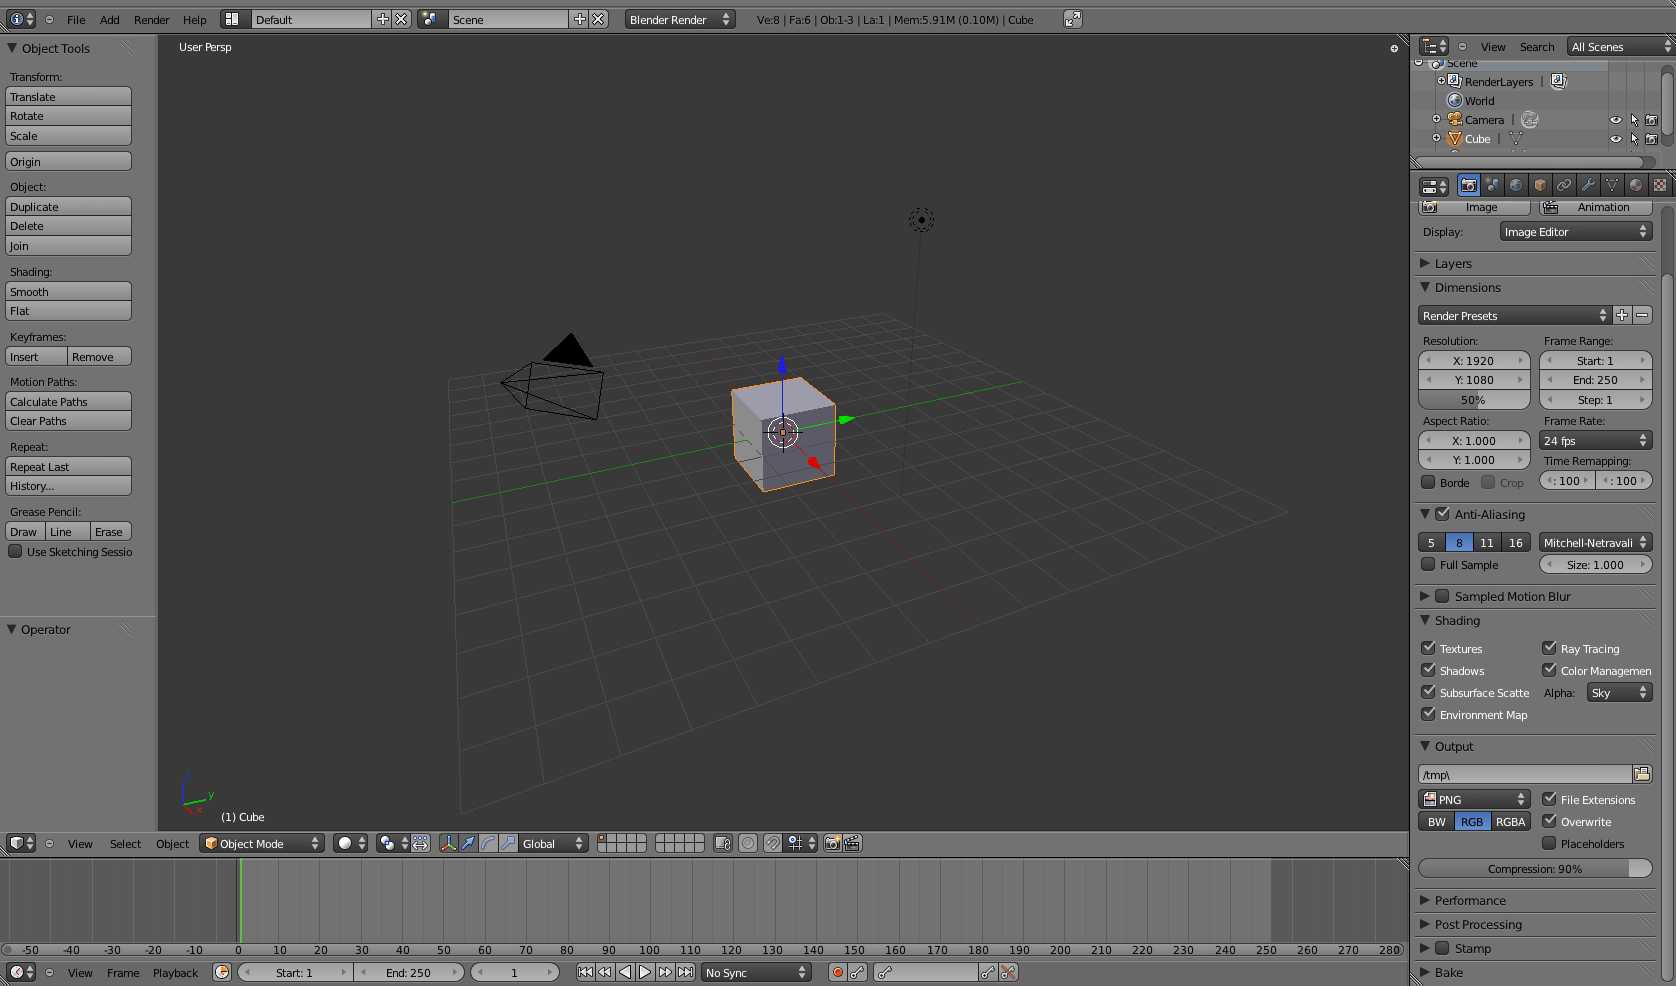 File Add Render Help Default Scene Blender Render Ve:8 | Fa:6 | Ob:1-3 | La:1 | Mem:5.91M (0.10M) | Cube
Object Tools
Transform:
Translate
Rotate
Scale
Origin
Object:
Duplicate
Delete
Join
Shading:
Smooth
Flat
Keyframes:
Insert Remove
Motion Paths:
Calculate Paths
Clear Paths
Repeat:
Repeat Last
History...
Grease Pencil:
Draw Line Erase
Use Sketching Sessio
Operator
User Persp
z
y
x
(1) Cube
View Select Object Object Mode Global
-50 -40 -30 -20 -10 0 10 20 30 40 50 60 70 80 90 100 110 120 130 140 150 160 170 180 190 200 210 220 230 240 250 260 270 280
View Frame Playback Start: 1 End: 250 1 No Sync
View Search All Scenes
Scene
RenderLayers |
World
Camera |
Cube |
Image Animation
Display: Image Editor
Layers
Dimensions
Render Presets
Resolution: Frame Range:
X: 1920 Start: 1
Y: 1080 End: 250
50% Step: 1
Aspect Ratio: Frame Rate:
X: 1.000 24 fps
Y: 1.000 Time Remapping:
Borde Crop : 100 : 100
Anti-Aliasing
5 8 11 16 Mitchell-Netravali
Full Sample Size: 1.000
Sampled Motion Blur
Shading
Textures Ray Tracing
Shadows Color Managemen
Subsurface Scatte Alpha: Sky
Environment Map
Output
/tmp\
PNG File Extensions
BW RGB RGBA Overwrite
Placeholders
Compression: 90%
Performance
Post Processing
Stamp
Bake